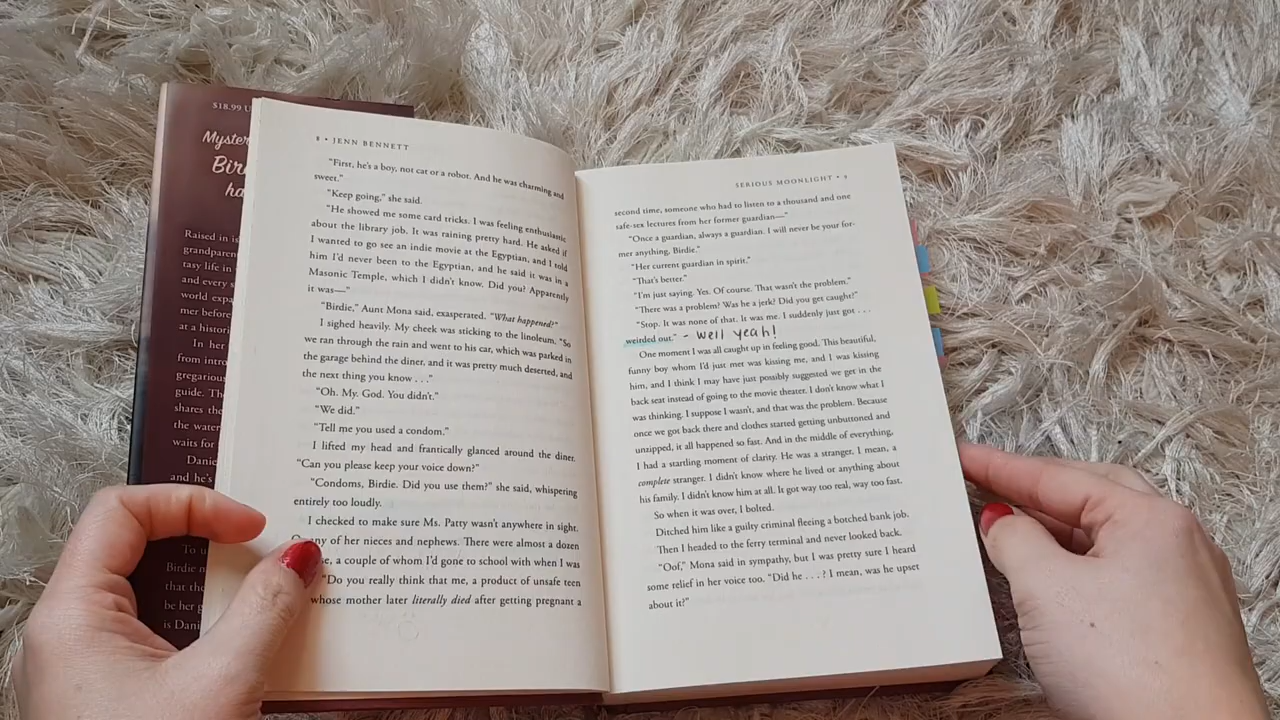 $18.99 U
Myster
Bir
ha
Raised in is
grandparen
tasy life in
and every s
world expa
mer before
at a histori
In her
from intro
gregarious
guide. Th
shares the
the water
waits for
Danie
and he's
To u
Birdie m
that the
be her g
is Dani
8 • JENN BENNETT
"First, he's a boy, not cat or a robot. And he was charming and
sweet."
"Keep going," she said.
"He showed me some card tricks. I was feeling enthusiastic
about the library job. It was raining pretty hard. He asked if
I wanted to go see an indie movie at the Egyptian, and I told
him I'd never been to the Egyptian, and he said it was in a
Masonic Temple, which I didn't know. Did you? Apparently
it was—"
"Birdie," Aunt Mona said, exasperated. "What happened?"
I sighed heavily. My cheek was sticking to the linoleum. "So
we ran through the rain and went to his car, which was parked in
the garage behind the diner, and it was pretty much deserted, and
the next thing you know . . ."
"Oh. My. God. You didn't."
"We did."
"Tell me you used a condom."
I lifted my head and frantically glanced around the diner.
"Can you please keep your voice down?"
"Condoms, Birdie. Did you use them?" she said, whispering
entirely too loudly.
I checked to make sure Ms. Patty wasn't anywhere in sight.
any of her nieces and nephews. There were almost a dozen
se, a couple of whom I'd gone to school with when I was
"Do you really think that me, a product of unsafe teen
whose mother later literally died after getting pregnant a
SERIOUS MOONLIGHT • 9
second time, someone who had to listen to a thousand and one
safe-sex lectures from her former guardian—"
"Once a guardian, always a guardian. I will never be your for-
mer anything, Birdie."
"Her current guardian in spirit."
"That's better."
"I'm just saying. Yes. Of course. That wasn't the problem."
"There was a problem? Was he a jerk? Did you get caught?"
"Stop. It was none of that. It was me. I suddenly just got . . .
weirded out." - Well yeah!
One moment I was all caught up in feeling good. This beautiful,
funny boy whom I'd just met was kissing me, and I was kissing
him, and I think I may have just possibly suggested we get in the
back seat instead of going to the movie theater. I don't know what I
was thinking. I suppose I wasn't, and that was the problem. Because
once we got back there and clothes started getting unbuttoned and
unzipped, it all happened so fast. And in the middle of everything,
I had a startling moment of clarity. He was a stranger. I mean, a
complete stranger. I didn't know where he lived or anything about
his family. I didn't know him at all. It got way too real, way too fast.
So when it was over, I bolted.
Ditched him like a guilty criminal fleeing a botched bank job.
Then I headed to the ferry terminal and never looked back.
"Oof," Mona said in sympathy, but I was pretty sure I heard
some relief in her voice too. "Did he . . . ? I mean, was he upset
about it?"